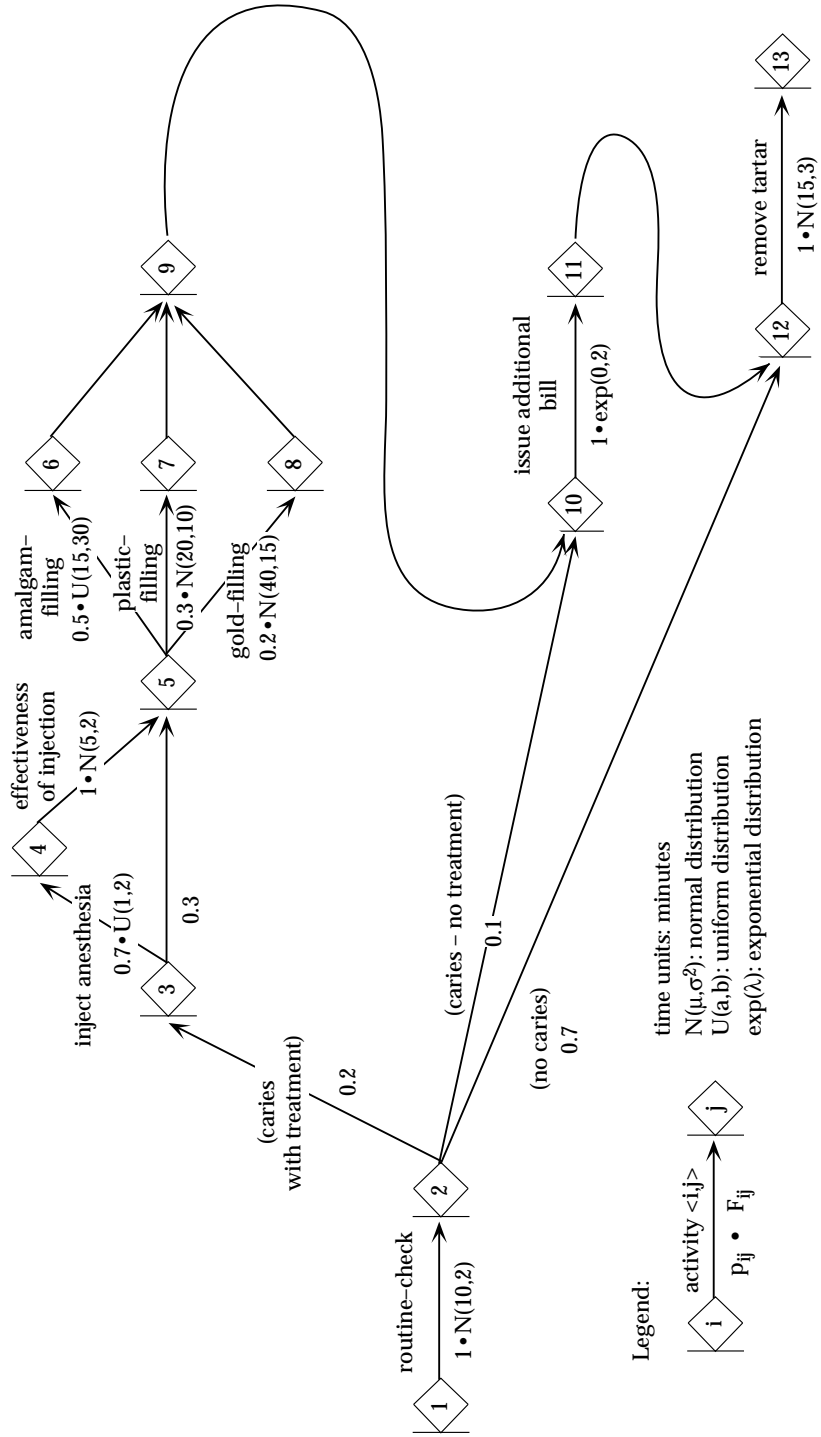 1
routine–check
1•N(10,2)
2
(caries
with treatment)
0.2
(caries – no treatment)
0.1
(no caries)
0.7
3
inject anesthesia
0.7•U(1,2)
0.3
4
effectiveness
of injection
1•N(5,2)
5
amalgam–
filling
0.5•U(15,30)
plastic–
filling
0.3•N(20,10)
gold–filling
0.2•N(40,15)
6
7
8
9
10
issue additional
bill
1•exp(0,2)
11
12
remove tartar
1•N(15,3)
13
Legend:
i
activity <i,j>
pij • Fij
j
time units: minutes
N(μ,σ²): normal distribution
U(a,b): uniform distribution
exp(λ): exponential distribution